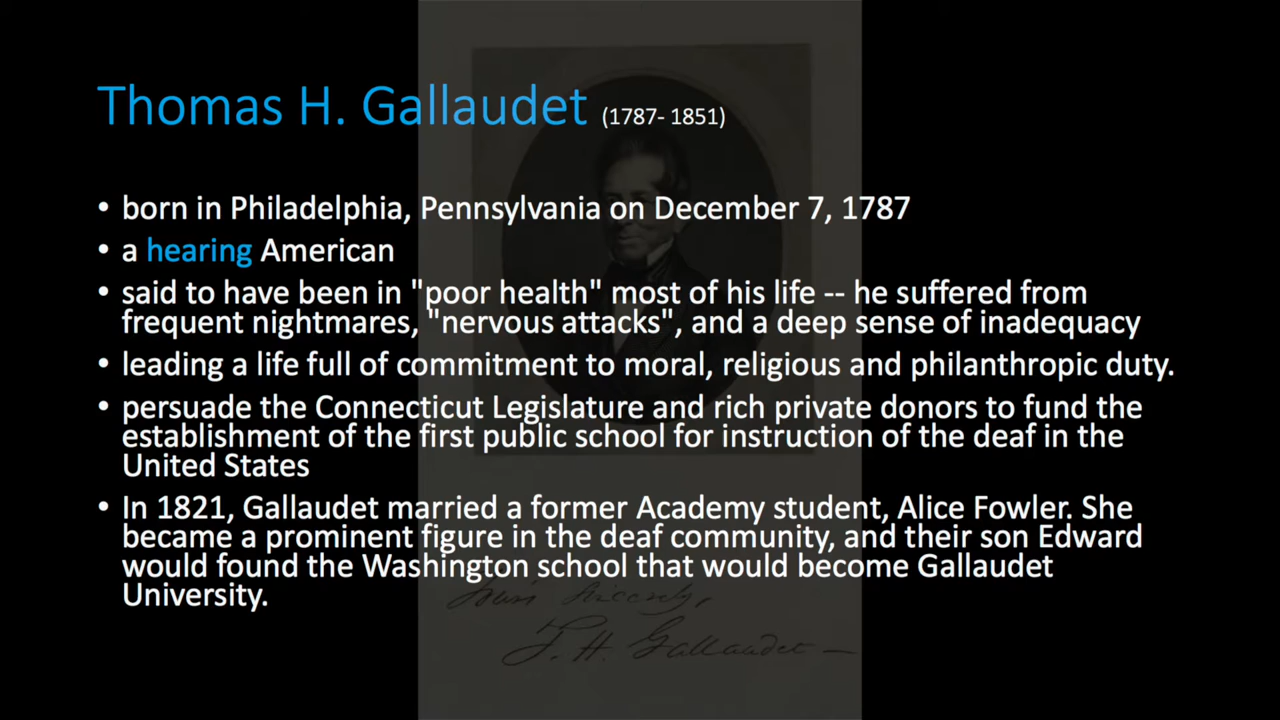 Thomas H. Gallaudet (1787- 1851)
• born in Philadelphia, Pennsylvania on December 7, 1787
• a hearing American
• said to have been in "poor health" most of his life -- he suffered from
frequent nightmares, "nervous attacks", and a deep sense of inadequacy
• leading a life full of commitment to moral, religious and philanthropic duty.
• persuade the Connecticut Legislature and rich private donors to fund the
establishment of the first public school for instruction of the deaf in the
United States
• In 1821, Gallaudet married a former Academy student, Alice Fowler. She
became a prominent figure in the deaf community, and their son Edward
would found the Washington school that would become Gallaudet
University.
Yours Sincerely,
T. H. Gallaudet